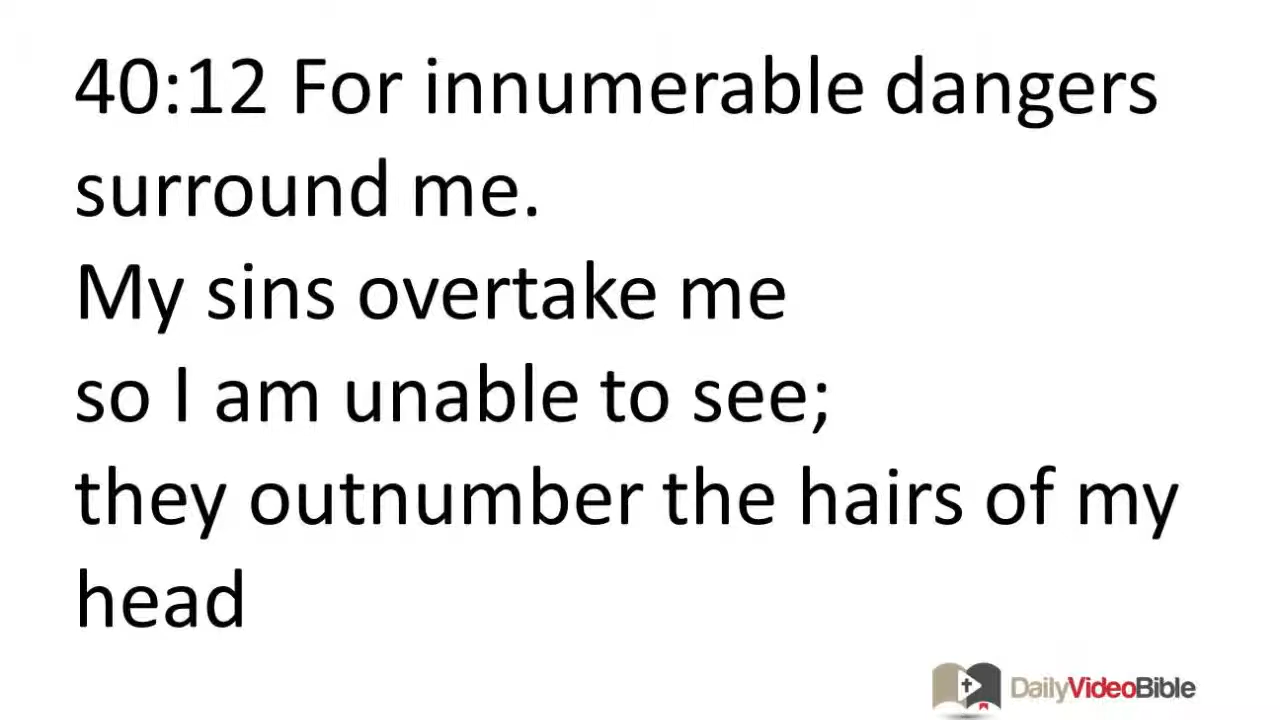 40:12 For innumerable dangers
surround me.
My sins overtake me
so I am unable to see;
they outnumber the hairs of my
head
DailyVideoBible